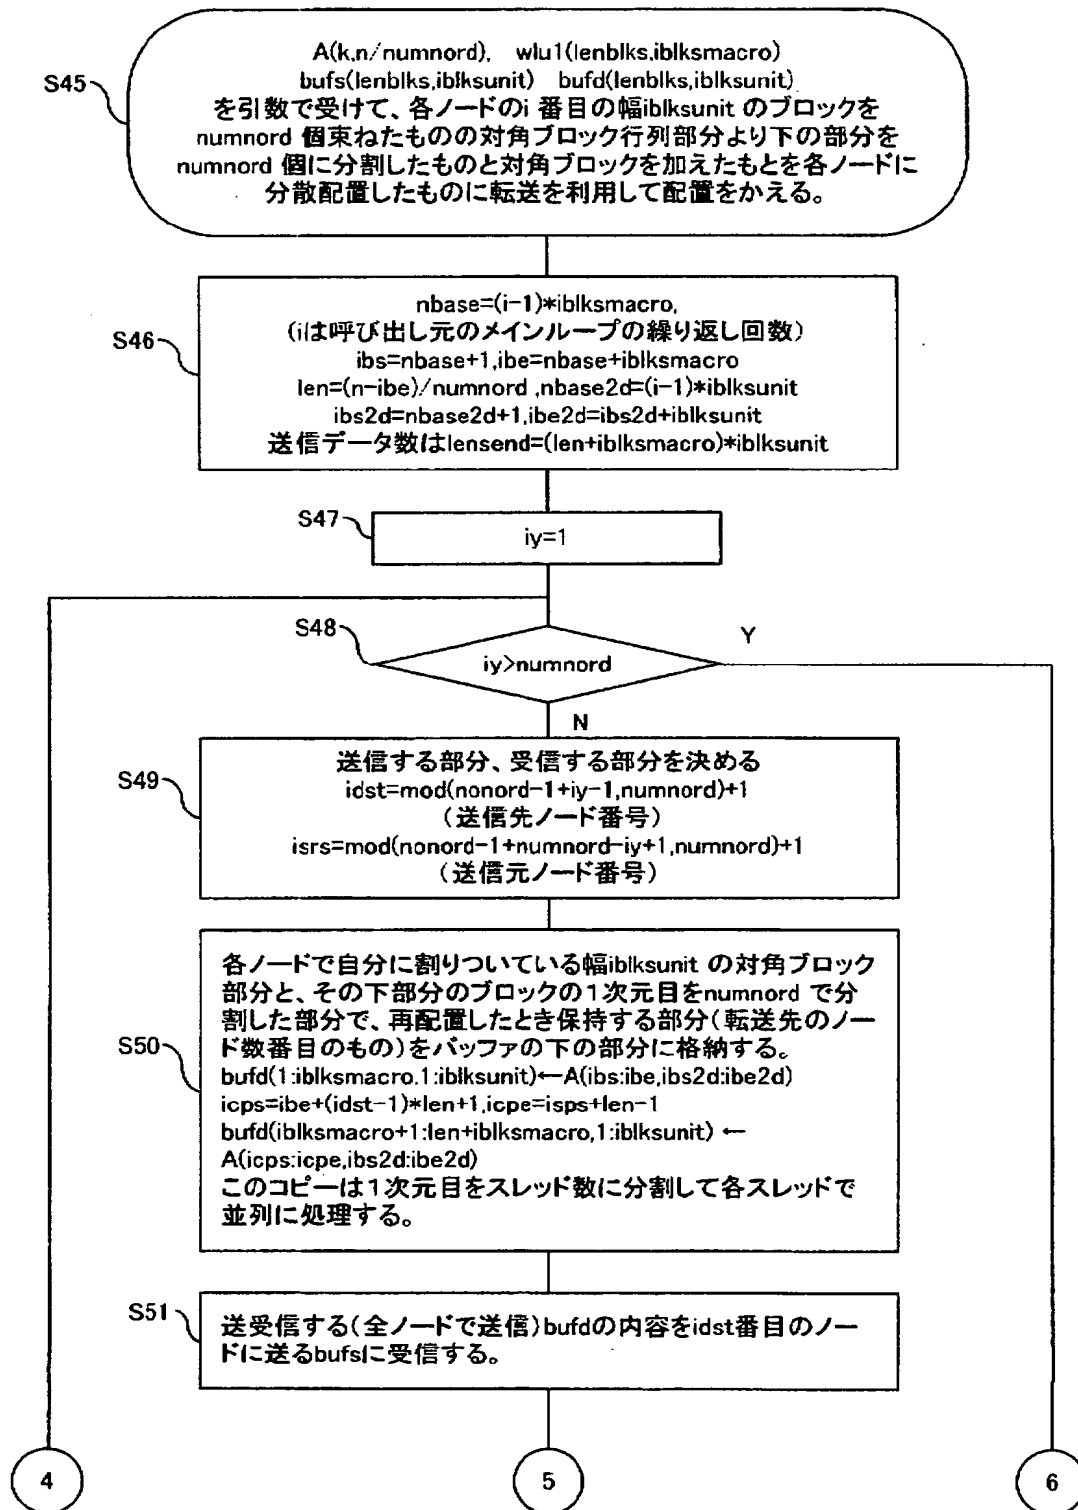 S45
A(k,n/numnord),　wlu1(lenblks,iblksmacro)
bufs(lenblks,iblksunit)　bufd(lenblks,iblksunit)
を引数で受けて、各ノードのi 番目の幅iblksunit のブロックを
numnord 個束ねたものの対角ブロック行列部分より下の部分を
numnord 個に分割したものと対角ブロックを加えたもとを各ノードに
分散配置したものに転送を利用して配置をかえる。
S46
nbase=(i-1)*iblksmacro,
(iは呼び出し元のメインループの繰り返し回数)
ibs=nbase+1,ibe=nbase+iblksmacro
len=(n-ibe)/numnord ,nbase2d=(i-1)*iblksunit
ibs2d=nbase2d+1,ibe2d=ibs2d+iblksunit
送信データ数はlensend=(len+iblksmacro)*iblksunit
S47
iy=1
S48
iy>numnord
Y
N
S49
送信する部分、受信する部分を決める
idst=mod(nonord-1+iy-1,numnord)+1
(送信先ノード番号)
isrs=mod(nonord-1+numnord-iy+1,numnord)+1
(送信元ノード番号)
S50
各ノードで自分に割りついている幅iblksunit の対角ブロック
部分と、その下部分のブロックの1次元目をnumnord で分
割した部分で、再配置したとき保持する部分(転送先のノー
ド数番目のもの)をバッファの下の部分に格納する。
bufd(1:iblksmacro.1:iblksunit)←A(ibs:ibe,ibs2d:ibe2d)
icps=ibe+(idst-1)*len+1,icpe=isps+len-1
bufd(iblksmacro+1:len+iblksmacro,1:iblksunit) ←
A(icps:icpe,ibs2d:ibe2d)
このコピーは1次元目をスレッド数に分割して各スレッドで
並列に処理する。
S51
送受信する(全ノードで送信)bufdの内容をidst番目のノー
ドに送るbufsに受信する。
4
5
6